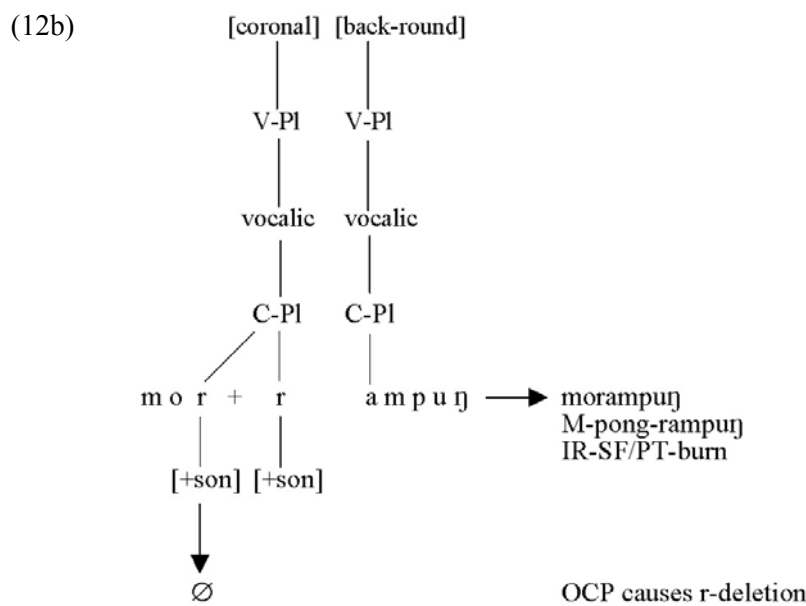 (12b)
[coronal] [back-round]
V-Pl V-Pl
vocalic vocalic
C-Pl C-Pl
m o r + r a m p u ŋ morampuŋ
M-pong-rampuŋ
[+son] [+son] IR-SF/PT-burn
∅ OCP causes r-deletion